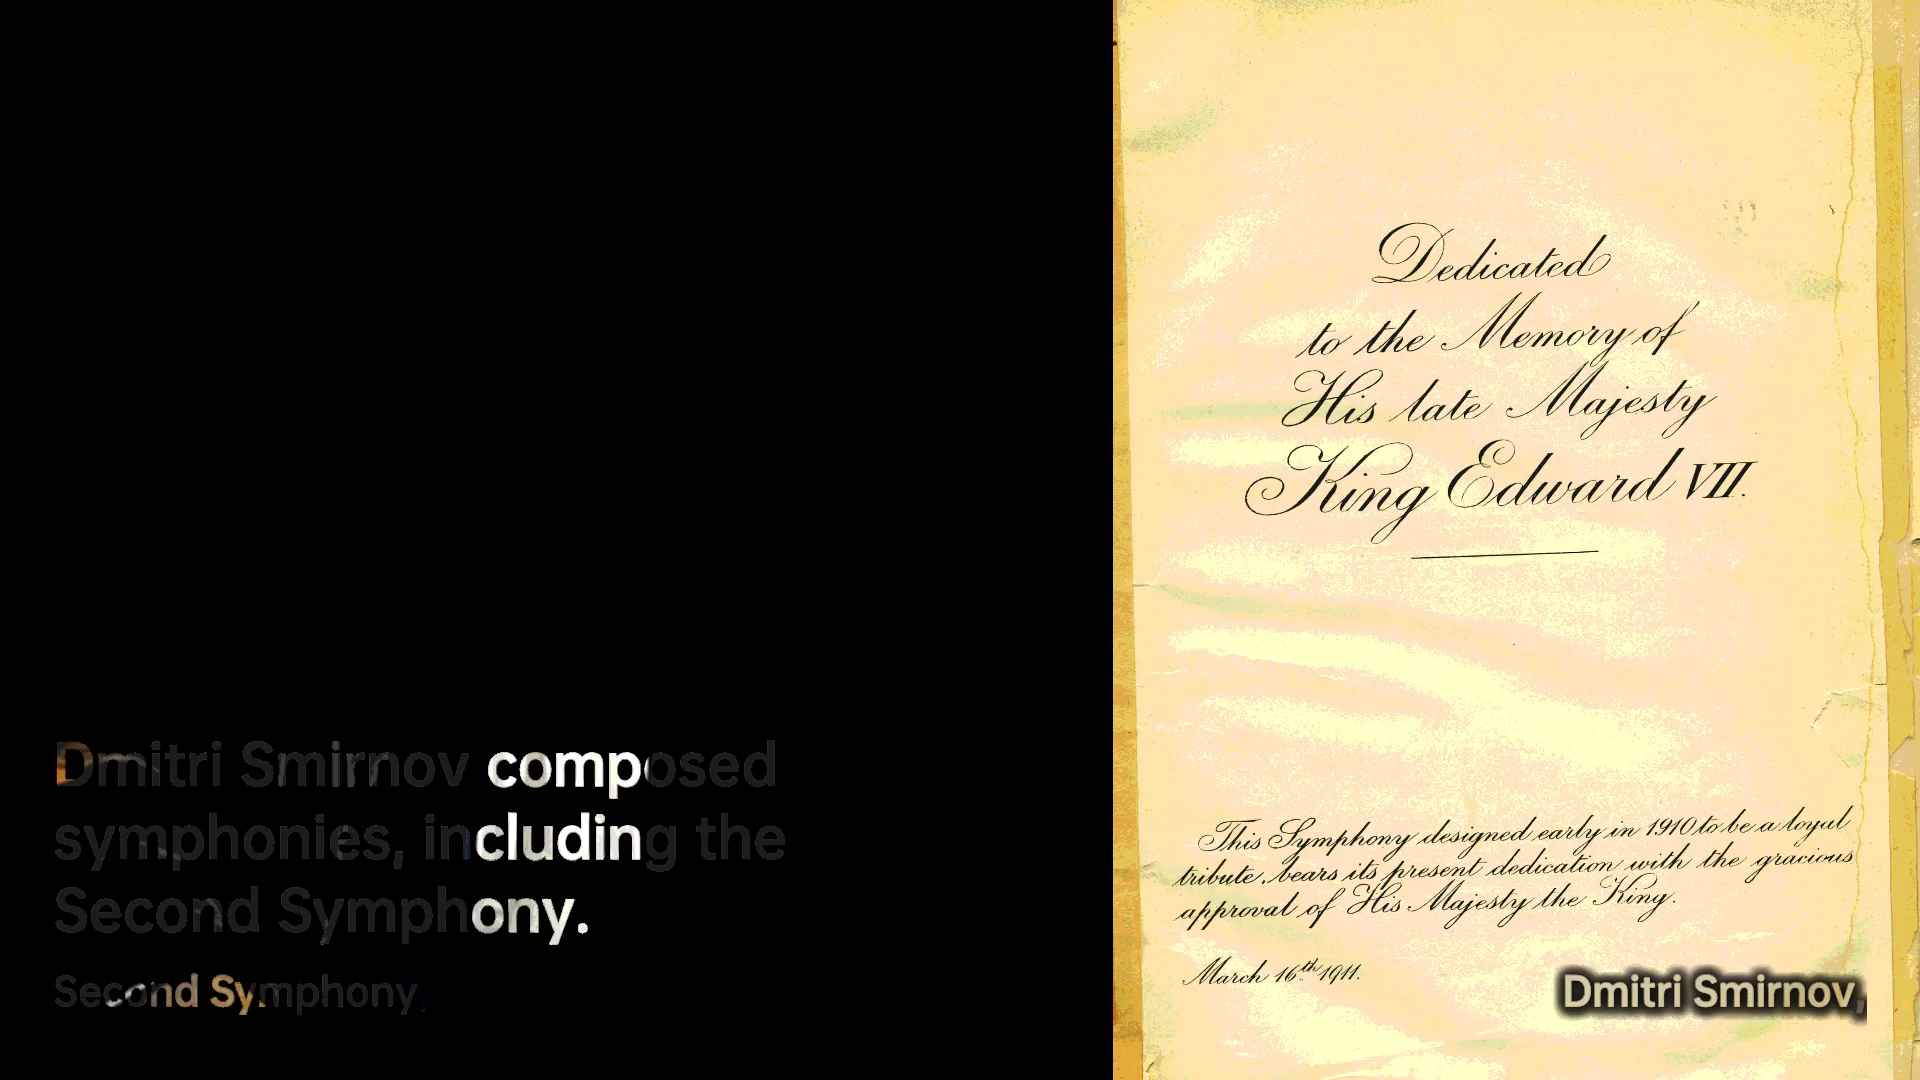 Dmitri Smirnov composed
symphonies, including the
Second Symphony.
Second Symphony,
Dedicated
to the Memory of
His late Majesty
King Edward VII.
This Symphony designed early in 1910 to be a loyal
tribute, bears its present dedication with the gracious
approval of His Majesty the King.
March 16th 1911.
Dmitri Smirnov,